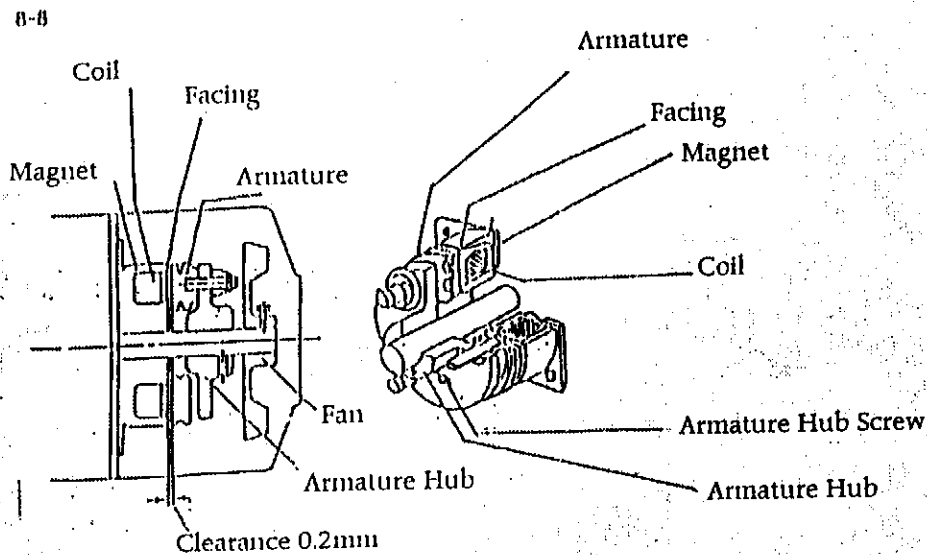 8-8
Armature
Coil
Facing
Facing
Magnet
Magnet
Armature
Coil
Fan
Armature Hub Screw
Armature Hub
Armature Hub
Clearance 0.2mm